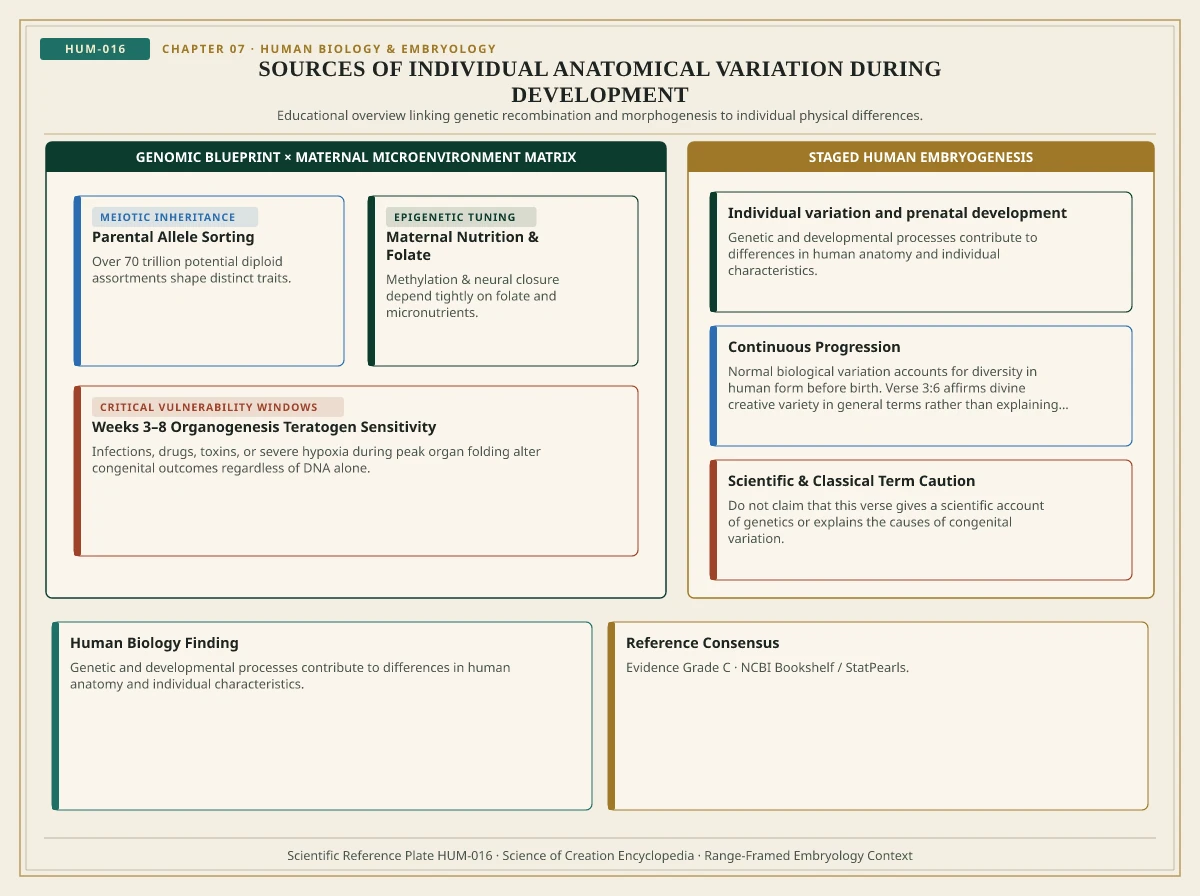 HUM-016
CHAPTER 07 · HUMAN BIOLOGY & EMBRYOLOGY
SOURCES OF INDIVIDUAL ANATOMICAL VARIATION DURING
DEVELOPMENT
Educational overview linking genetic recombination and morphogenesis to individual physical differences.
GENOMIC BLUEPRINT × MATERNAL MICROENVIRONMENT MATRIX
MEIOTIC INHERITANCE
Parental Allele Sorting
Over 70 trillion potential diploid
assortments shape distinct traits.
EPIGENETIC TUNING
Maternal Nutrition &
Folate
Methylation & neural closure
depend tightly on folate and
micronutrients.
CRITICAL VULNERABILITY WINDOWS
Weeks 3–8 Organogenesis Teratogen Sensitivity
Infections, drugs, toxins, or severe hypoxia during peak organ folding alter
congenital outcomes regardless of DNA alone.
STAGED HUMAN EMBRYOGENESIS
Individual variation and prenatal development
Genetic and developmental processes contribute to
differences in human anatomy and individual
characteristics.
Continuous Progression
Normal biological variation accounts for diversity in
human form before birth. Verse 3:6 affirms divine
creative variety in general terms rather than explaining...
Scientific & Classical Term Caution
Do not claim that this verse gives a scientific account
of genetics or explains the causes of congenital
variation.
Human Biology Finding
Genetic and developmental processes contribute to differences in human
anatomy and individual characteristics.
Reference Consensus
Evidence Grade C · NCBI Bookshelf / StatPearls.
Scientific Reference Plate HUM-016 · Science of Creation Encyclopedia · Range-Framed Embryology Context